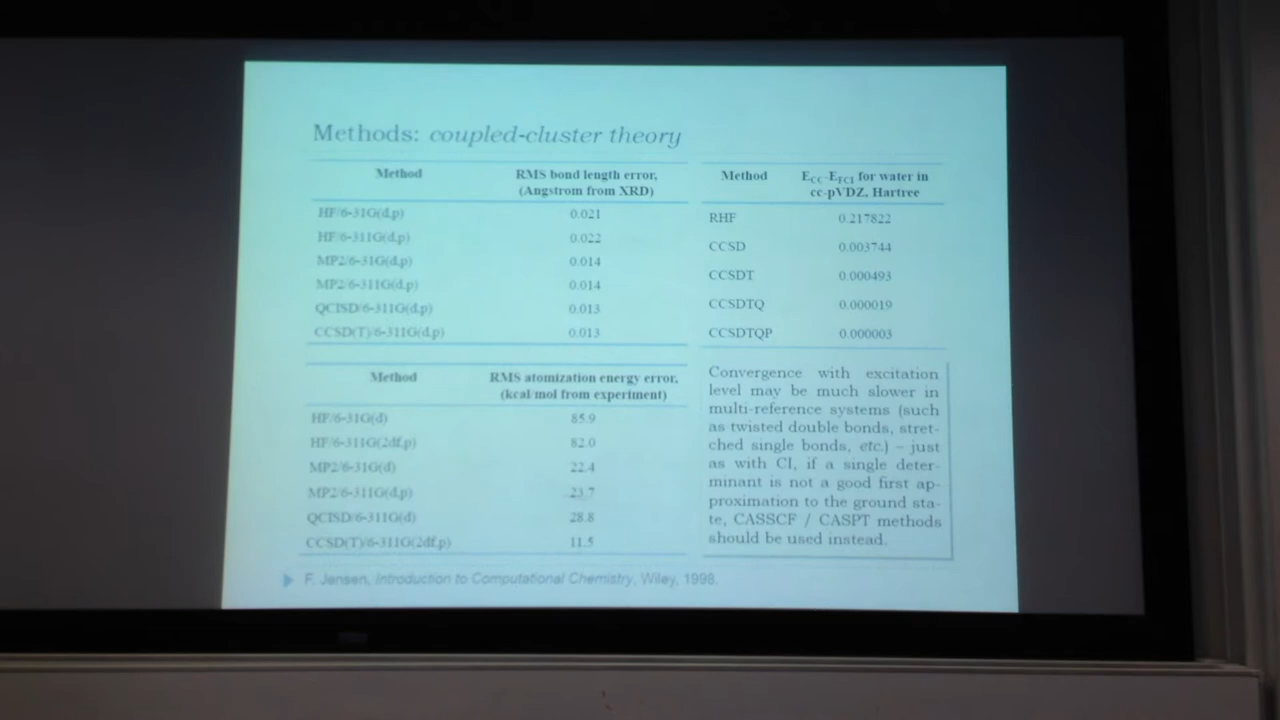 Methods: coupled-cluster theory
Method RMS bond length error, (Angstrom from XRD)
HF/6-31G(d,p) 0.021
HF/6-311G(d,p) 0.022
MP2/6-31G(d,p) 0.014
MP2/6-311G(d,p) 0.014
QCISD/6-311G(d,p) 0.013
CCSD(T)/6-311G(d,p) 0.013
Method RMS atomization energy error, (kcal/mol from experiment)
HF/6-31G(d) 85.9
HF/6-311G(2df,p) 82.0
MP2/6-31G(d) 22.4
MP2/6-311G(d,p) 23.7
QCISD/6-311G(d) 28.8
CCSD(T)/6-311G(2df,p) 11.5
Method ECC-EFCI for water in cc-pVDZ, Hartree
RHF 0.217822
CCSD 0.003744
CCSDT 0.000493
CCSDTQ 0.000019
CCSDTQP 0.000003
Convergence with excitation
level may be much slower in
multi-reference systems (such
as twisted double bonds, stret-
ched single bonds, etc.) – just
as with CI, if a single deter-
minant is not a good first ap-
proximation to the ground sta-
te, CASSCF / CASPT methods
should be used instead.
F. Jensen, Introduction to Computational Chemistry, Wiley, 1998.